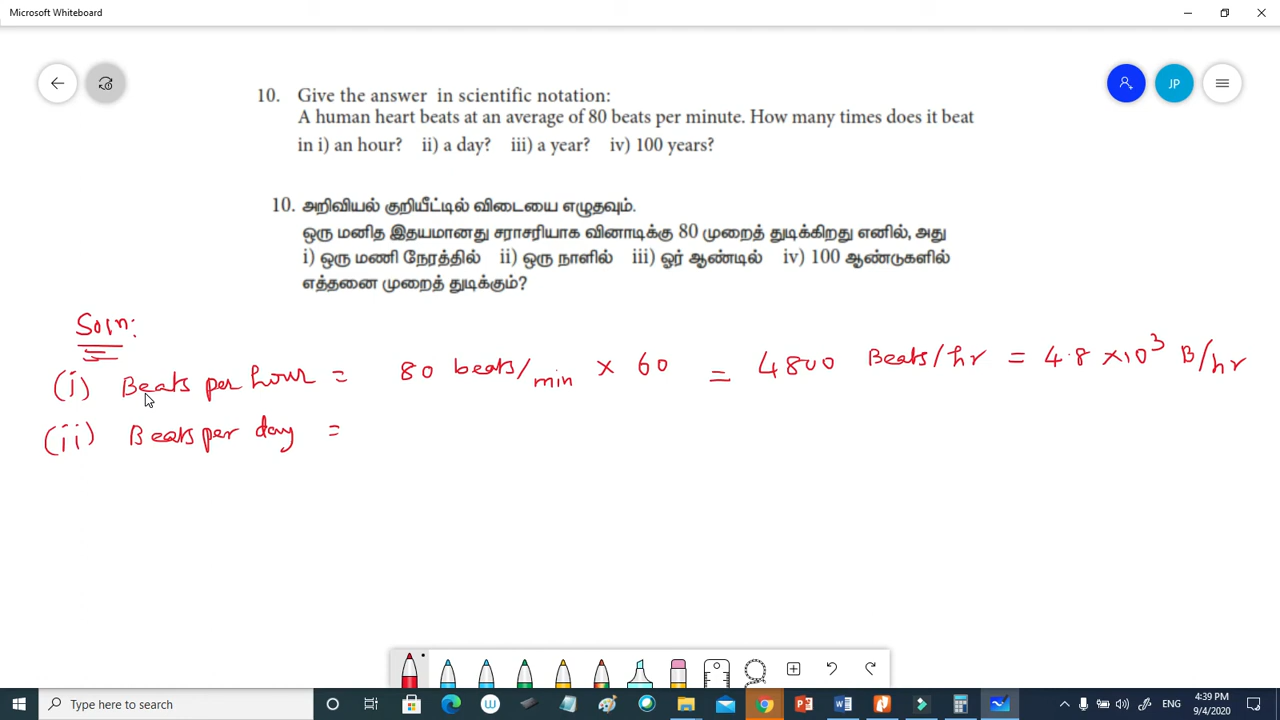 Microsoft Whiteboard
JP
10. Give the answer in scientific notation:
A human heart beats at an average of 80 beats per minute. How many times does it beat
in i) an hour? ii) a day? iii) a year? iv) 100 years?
10. அறிவியல் குறியீட்டில் விடையை எழுதவும்.
ஒரு மனித இதயமானது சராசரியாக வினாடிக்கு 80 முறைத் துடிக்கிறது எனில், அது
i) ஒரு மணி நேரத்தில் ii) ஒரு நாளில் iii) ஓர் ஆண்டில் iv) 100 ஆண்டுகளில்
எத்தனை முறைத் துடிக்கும்?
Soln:
(i) Beats per hour = 80 beats/min × 60 = 4800 Beats/hr = 4.8 ×10³ B/hr
(ii) Beats per day =
Type here to search
ENG
4:39 PM
9/4/2020